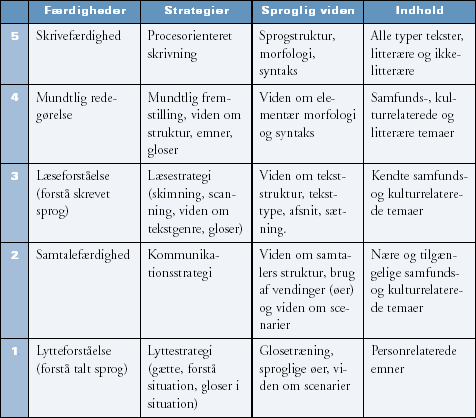 Færdigheder Strategier Sproglig viden Indhold
5 Skrivefærdighed Procesorienteret Sprogstruktur, Alle typer tekster,
skrivning morfologi, litterære og ikke-
syntaks litterære
4 Mundtlig rede- Mundtlig frem- Viden om ele- Samfunds-, kul-
gørelse stilling, viden om mentær morfologi turrelaterede og
struktur, emner, og syntaks litterære temaer
gloser
3 Læseforståelse Læsestrategi Viden om tekst- Kendte samfunds-
(forstå skrevet (skimning, scan- struktur, tekst- og kulturrelatere-
sprog) ning, viden om type, afsnit, sæt- de temaer
tekstgenre, gloser) ning.
2 Samtalefærdighed Kommunika- Viden om samta- Nære og tilgæn-
tionsstrategi lers struktur, brug gelige samfunds-
af vendinger (øer) og kulturrelatere-
og viden om sce- de temaer
narier
1 Lytteforståelse Lyttestrategi Glosetræning, Personrelaterede
(forstå talt sprog) (gætte, forstå sproglige øer, vi- emner
situation, gloser i den om scenarier
situation)